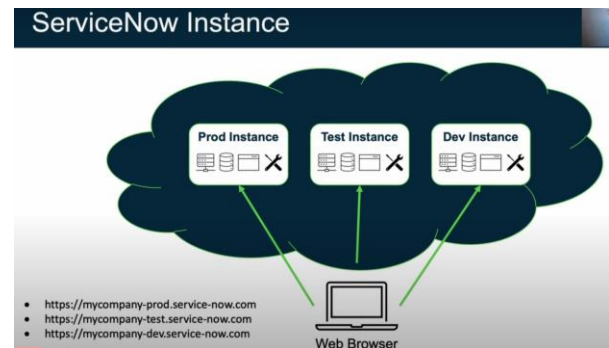 ServiceNow Instance
Prod Instance
Test Instance
Dev Instance
• https://mycompany-prod.service-now.com
• https://mycompany-test.service-now.com
• https://mycompany-dev.service-now.com
Web Browser